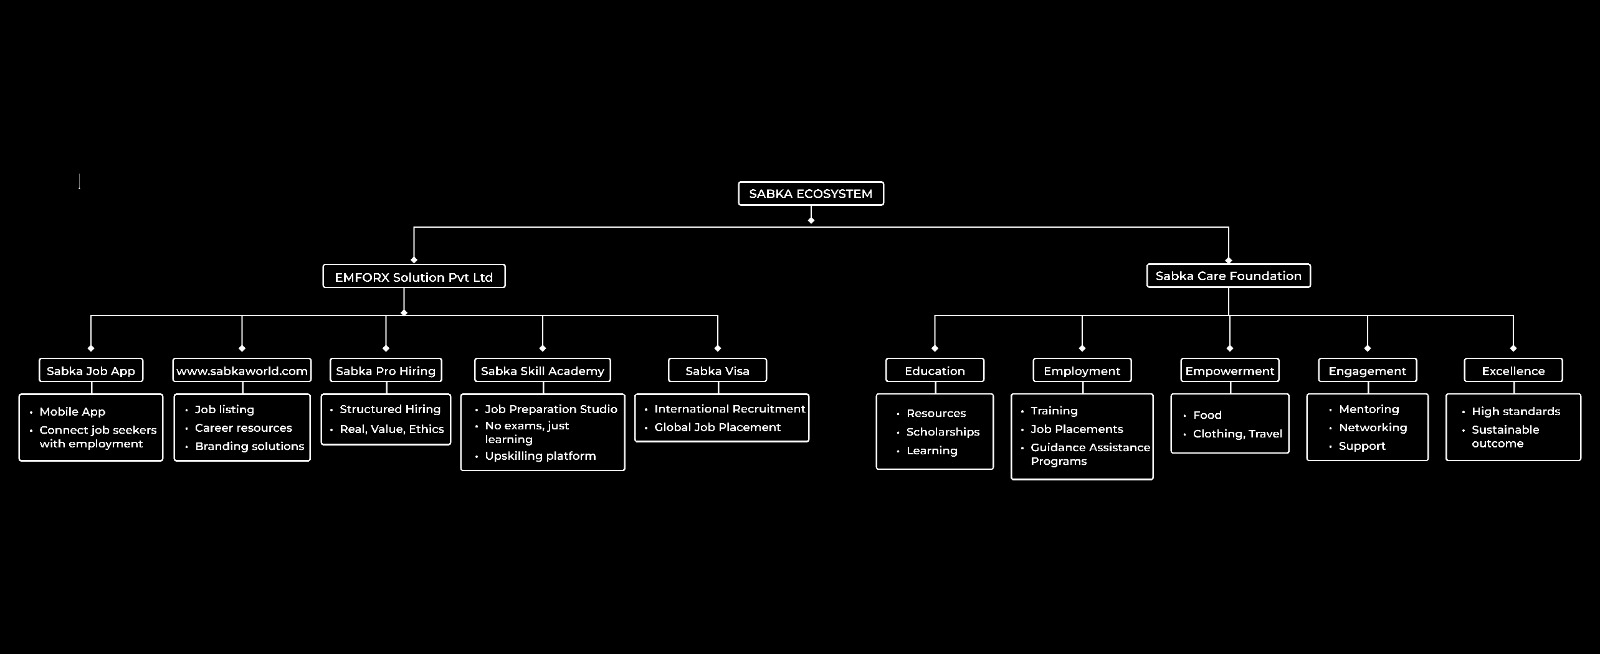 SABKA ECOSYSTEM
EMFORX Solution Pvt Ltd
Sabka Care Foundation
Sabka Job App
www.sabkaworld.com
Sabka Pro Hiring
Sabka Skill Academy
Sabka Visa
Education
Employment
Empowerment
Engagement
Excellence
• Mobile App
• Connect job seekers
with employment
• Job listing
• Career resources
• Branding solutions
• Structured Hiring
• Real, Value, Ethics
• Job Preparation Studio
• No exams, just
learning
• Upskilling platform
• International Recruitment
• Global Job Placement
• Resources
• Scholarships
• Learning
• Training
• Job Placements
• Guidance Assistance
Programs
• Food
• Clothing, Travel
• Mentoring
• Networking
• Support
• High standards
• Sustainable
outcome